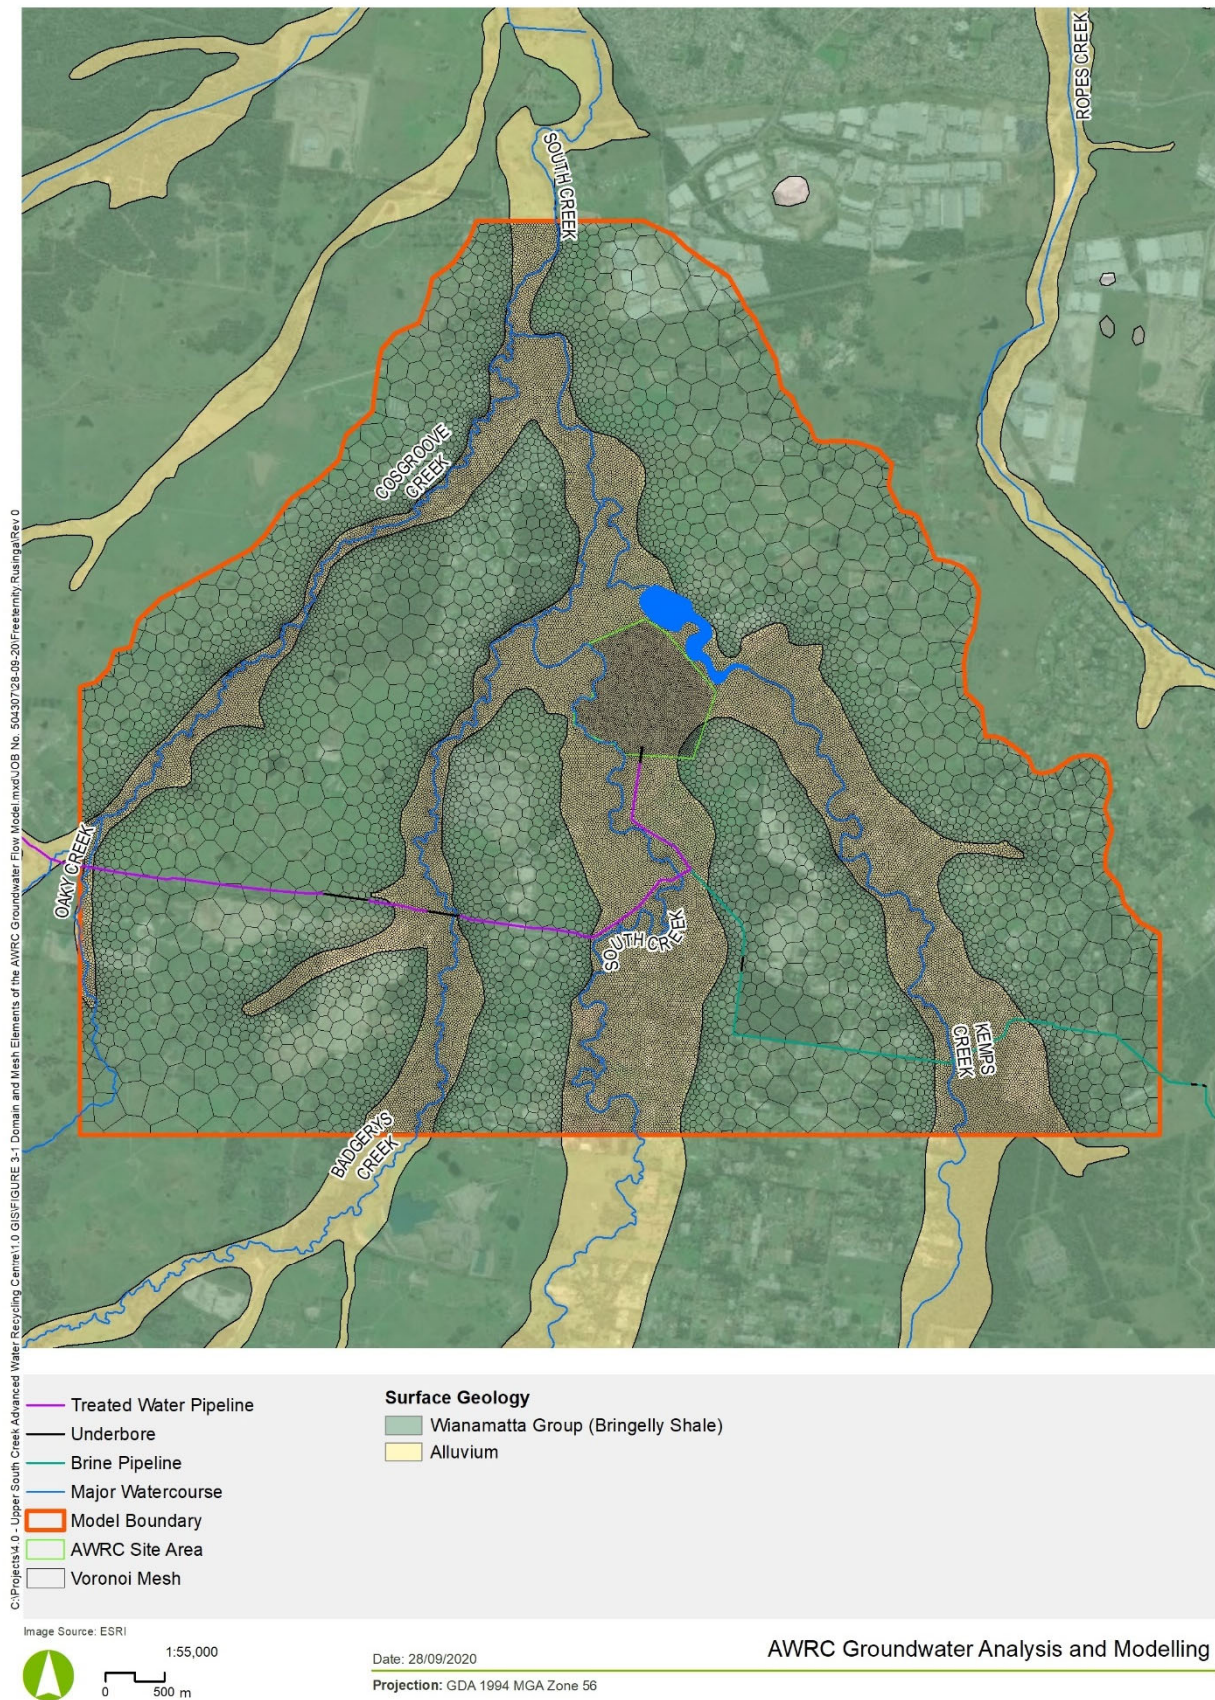 ROPES CREEK
SOUTH CREEK
COSGROOVE
CREEK
OAKY CREEK
SOUTH CREEK
KEMPS
CREEK
BADGERYS
CREEK
C:\Projects\4.0 - Upper South Creek Advanced Water Recycling Centre\1.0 GIS\FIGURE 3-1 Domain and Mesh Elements of the AWRC Groundwater Flow Model.mxd\JOB No. 504307\28-09-20\Freeternity.Rusinga\Rev 0
Treated Water Pipeline
Underbore
Brine Pipeline
Major Watercourse
Model Boundary
AWRC Site Area
Voronoi Mesh
Surface Geology
Wianamatta Group (Bringelly Shale)
Alluvium
Image Source: ESRI
1:55,000
0 500 m
Date: 28/09/2020
Projection: GDA 1994 MGA Zone 56
AWRC Groundwater Analysis and Modelling